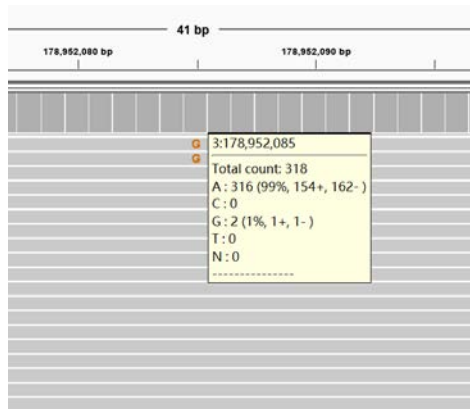 41 bp
178,952,080 bp 178,952,090 bp
G
G
3:178,952,085
Total count: 318
A : 316 (99%, 154+, 162- )
C : 0
G : 2 (1%, 1+, 1- )
T : 0
N : 0
---------------